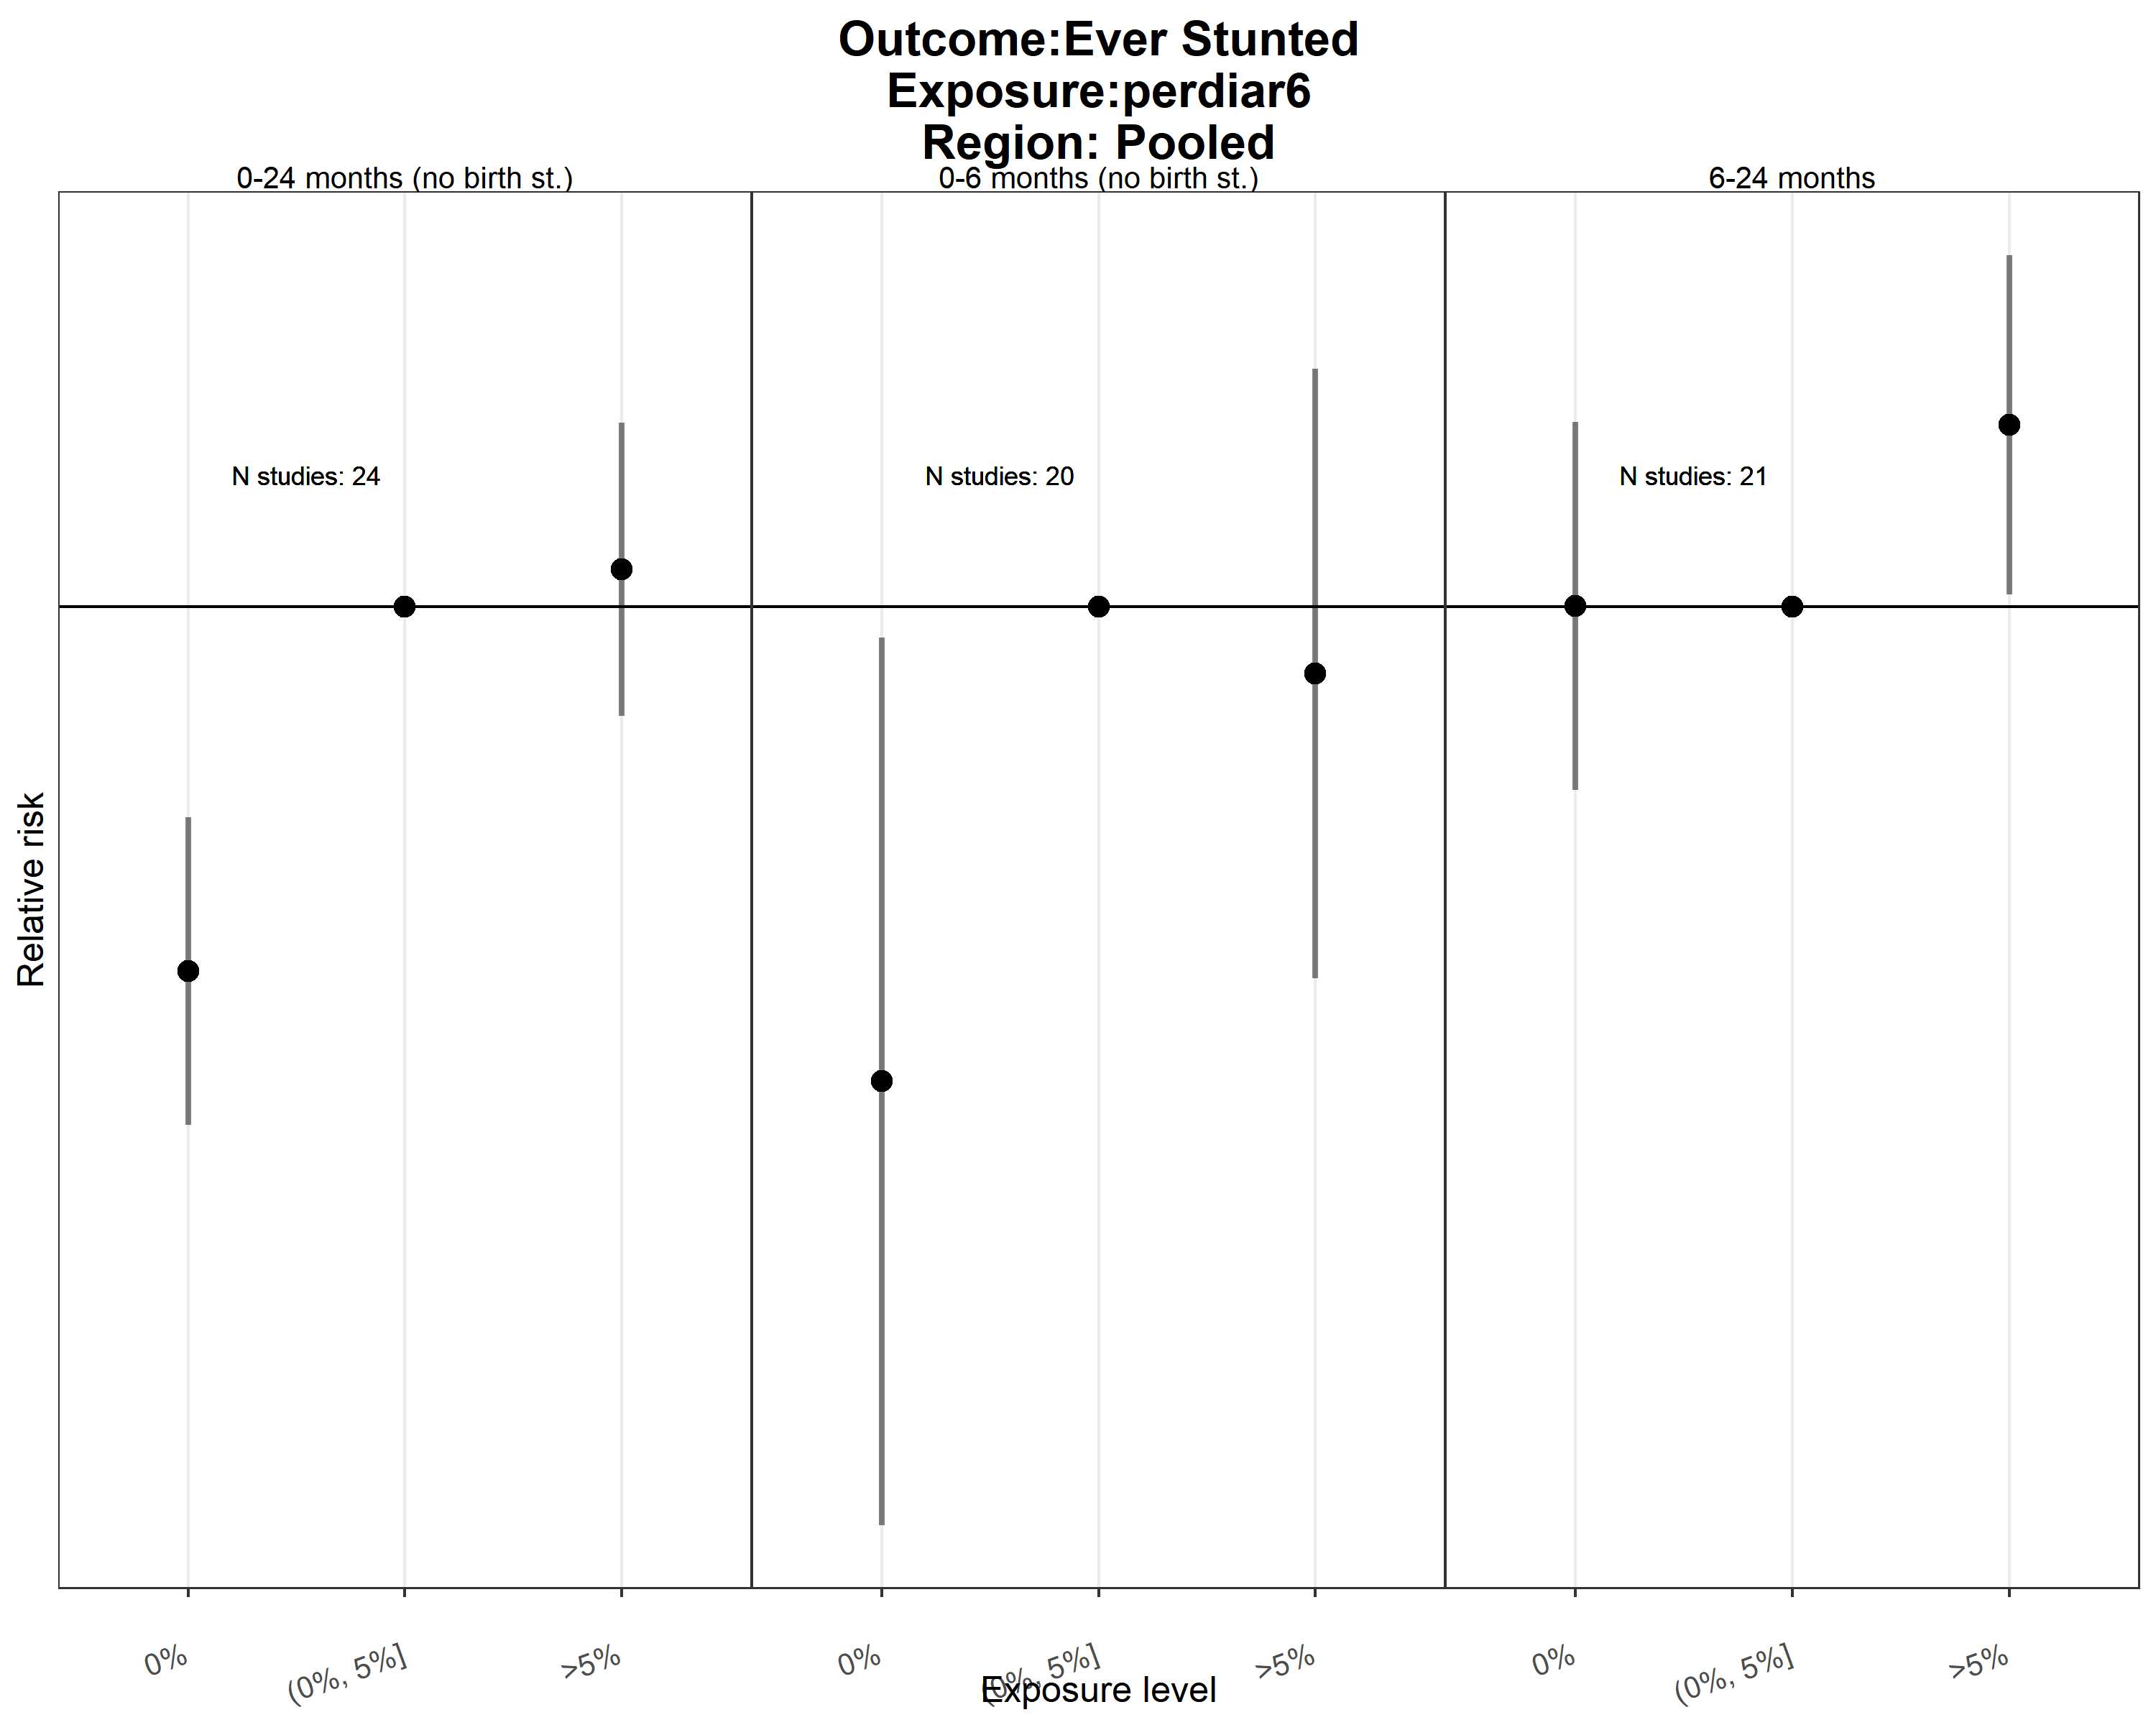 Outcome:Ever Stunted
Exposure:perdiar6
Region: Pooled
0-24 months (no birth st.)
0-6 months (no birth st.)
6-24 months
N studies: 24
N studies: 20
N studies: 21
Relative risk
0%
(0%, 5%]
>5%
0%
(0%, 5%]
>5%
0%
(0%, 5%]
>5%
Exposure level